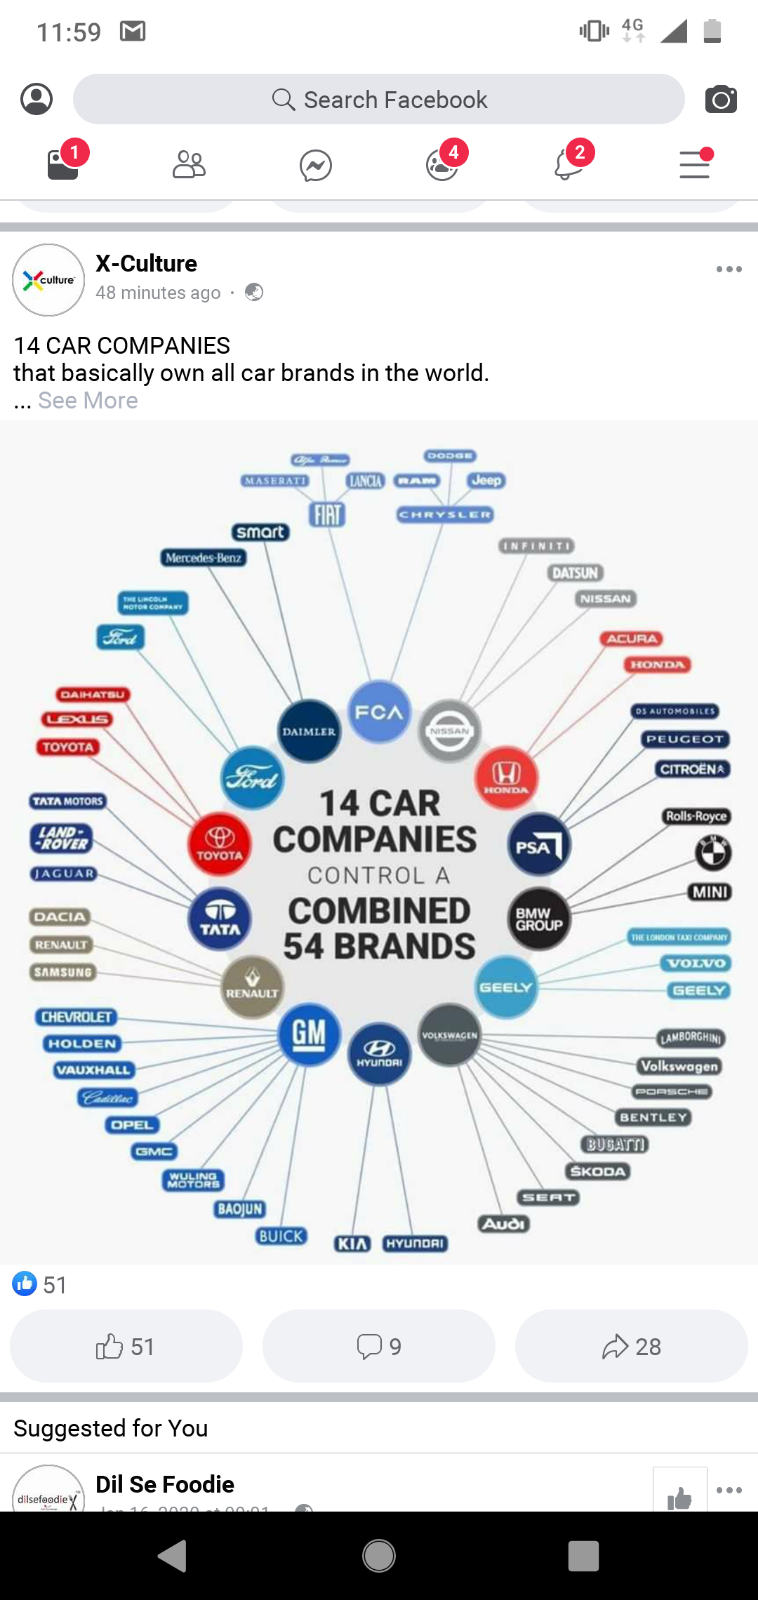 11:59
4G
Search Facebook
1
4
2
culture
X-Culture
48 minutes ago
14 CAR COMPANIES
that basically own all car brands in the world.
... See More
Alfa Romeo
DODGE
MASERATI
LANCIA
RAM
Jeep
FIAT
CHRYSLER
smart
INFINITI
Mercedes-Benz
DATSUN
THE LINCOLN
MOTOR COMPANY
NISSAN
Ford
ACURA
HONDA
DAIHATSU
DS AUTOMOBILES
LEXUS
PEUGEOT
TOYOTA
CITROËN
TATA MOTORS
Rolls-Royce
LAND-
-ROVER
BMW
JAGUAR
MINI
DACIA
THE LONDON TAXI COMPANY
RENAULT
VOLVO
SAMSUNG
GEELY
FCA
DAIMLER
NISSAN
Ford
HONDA
TOYOTA
PSA
TATA
BMW
GROUP
RENAULT
GEELY
GM
HYUNDAI
VOLKSWAGEN
14 CAR
COMPANIES
CONTROL A
COMBINED
54 BRANDS
CHEVROLET
LAMBORGHINI
HOLDEN
Volkswagen
VAUXHALL
PORSCHE
Cadillac
BENTLEY
OPEL
BUGATTI
GMC
ŠKODA
WULING
MOTORS
SEAT
BAOJUN
Audi
BUICK
KIA
HYUNDAI
51
51
9
28
Suggested for You
dilsefoodie
Dil Se Foodie